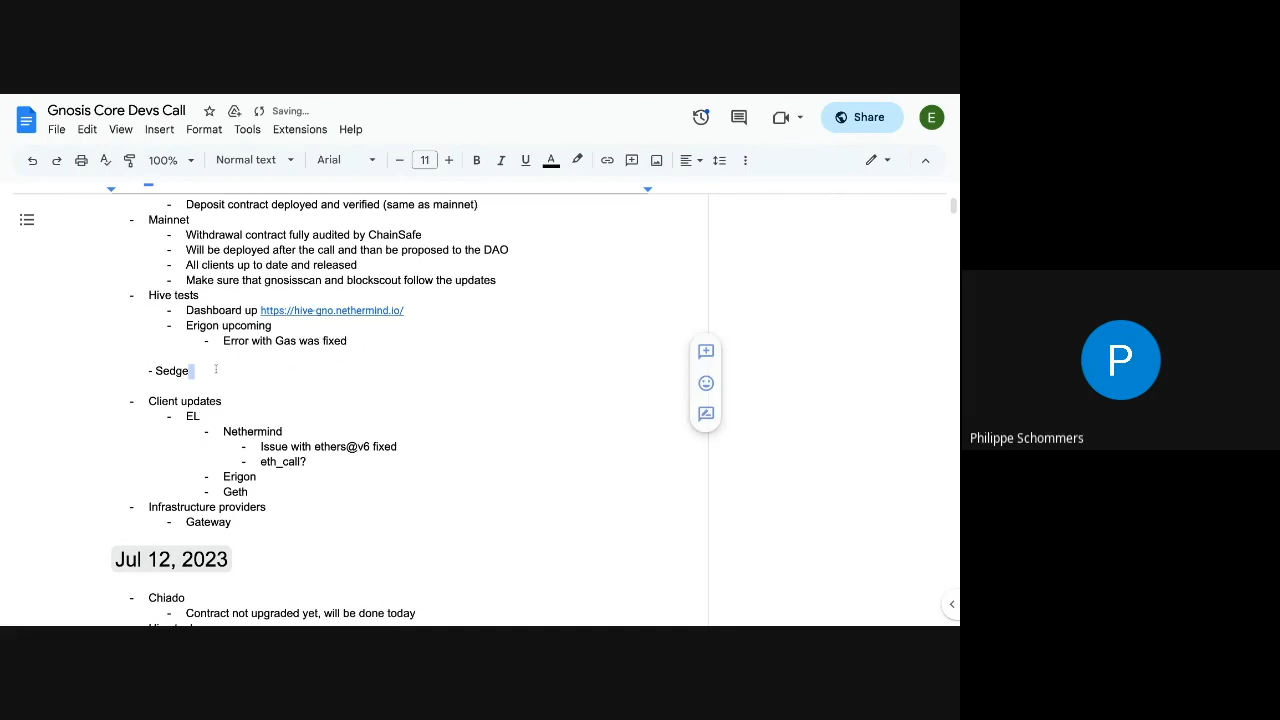 Gnosis Core Devs Call
Saving...
File Edit View Insert Format Tools Extensions Help
Share
E
100% Normal text Arial 11 B I U A
- Deposit contract deployed and verified (same as mainnet)
- Mainnet
- Withdrawal contract fully audited by ChainSafe
- Will be deployed after the call and than be proposed to the DAO
- All clients up to date and released
- Make sure that gnosisscan and blockscout follow the updates
- Hive tests
- Dashboard up https://hive-gno.nethermind.io/
- Erigon upcoming
- Error with Gas was fixed
- Sedge
- Client updates
- EL
- Nethermind
- Issue with ethers@v6 fixed
- eth_call?
- Erigon
- Geth
- Infrastructure providers
- Gateway
Jul 12, 2023
- Chiado
- Contract not upgraded yet, will be done today
P
Philippe Schommers